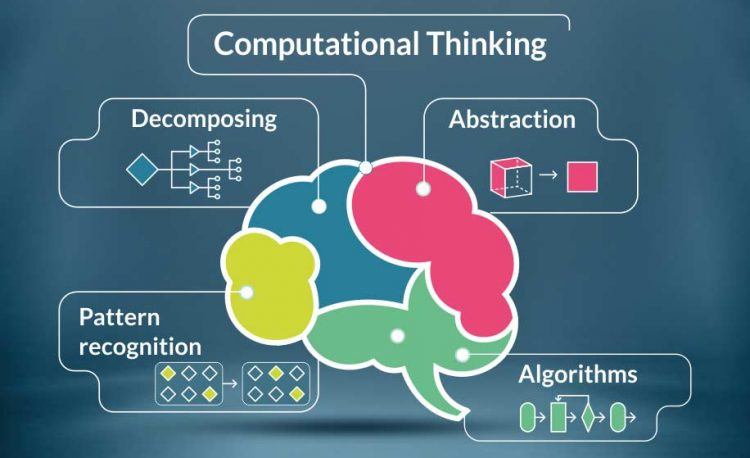 Computational Thinking
Decomposing
Abstraction
Pattern
recognition
Algorithms